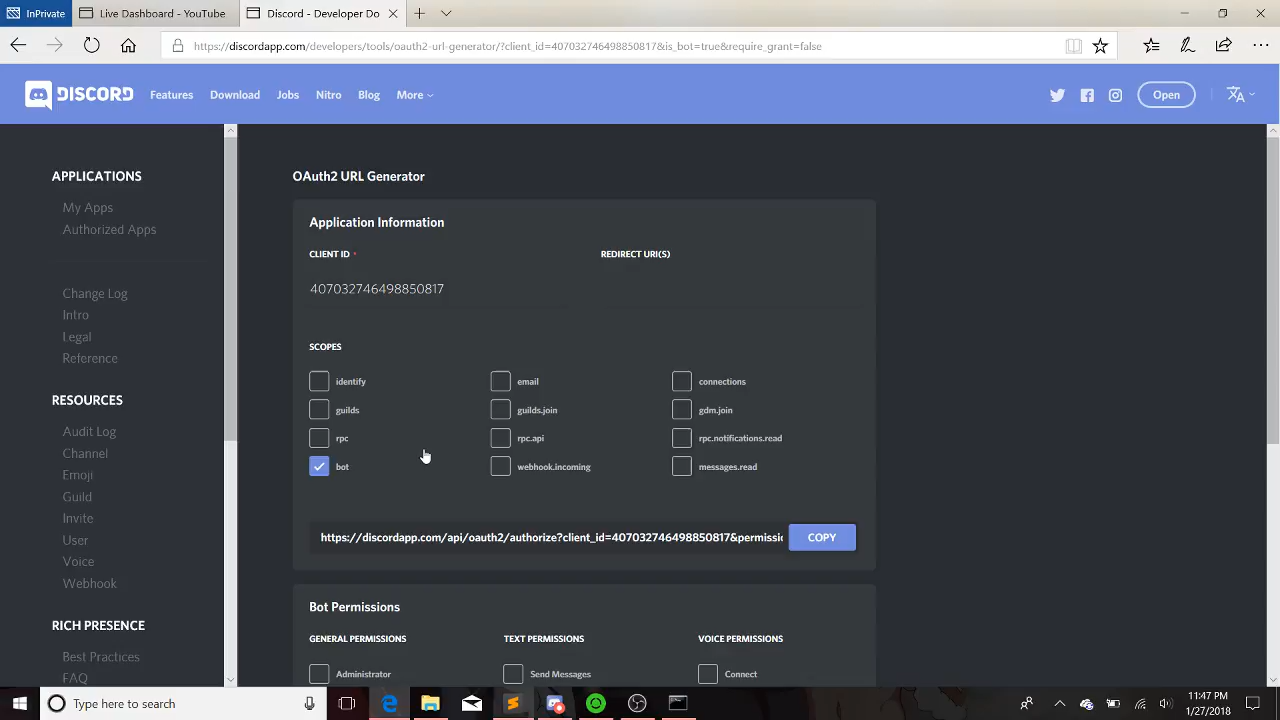 InPrivate
Live Dashboard - YouTube
Discord - Developer Do
https://discordapp.com/developers/tools/oauth2-url-generator/?client_id=407032746498850817&is_bot=true&require_grant=false
DISCORD
Features
Download
Jobs
Nitro
Blog
More
Open
APPLICATIONS
My Apps
Authorized Apps
Change Log
Intro
Legal
Reference
RESOURCES
Audit Log
Channel
Emoji
Guild
Invite
User
Voice
Webhook
RICH PRESENCE
Best Practices
FAQ
OAuth2 URL Generator
Application Information
CLIENT ID *
REDIRECT URI(S)
407032746498850817
SCOPES
identify
email
connections
guilds
guilds.join
gdm.join
rpc
rpc.api
rpc.notifications.read
bot
webhook.incoming
messages.read
https://discordapp.com/api/oauth2/authorize?client_id=407032746498850817&permissic
COPY
Bot Permissions
GENERAL PERMISSIONS
TEXT PERMISSIONS
VOICE PERMISSIONS
Administrator
Send Messages
Connect
Type here to search
11:47 PM
1/27/2018